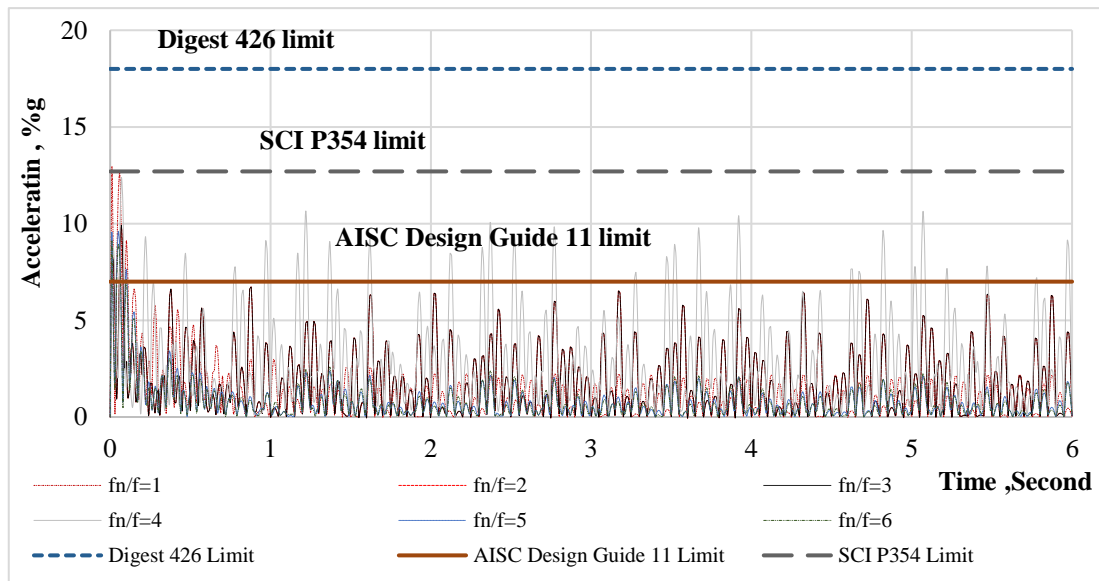 20
Digest 426 limit
15
SCI P354 limit
10
AISC Design Guide 11 limit
5
0
Acceleratin , %g
0 1 2 3 4 5 6
Time ,Second
fn/f=1 fn/f=2 fn/f=3
fn/f=4 fn/f=5 fn/f=6
Digest 426 Limit AISC Design Guide 11 Limit SCI P354 Limit